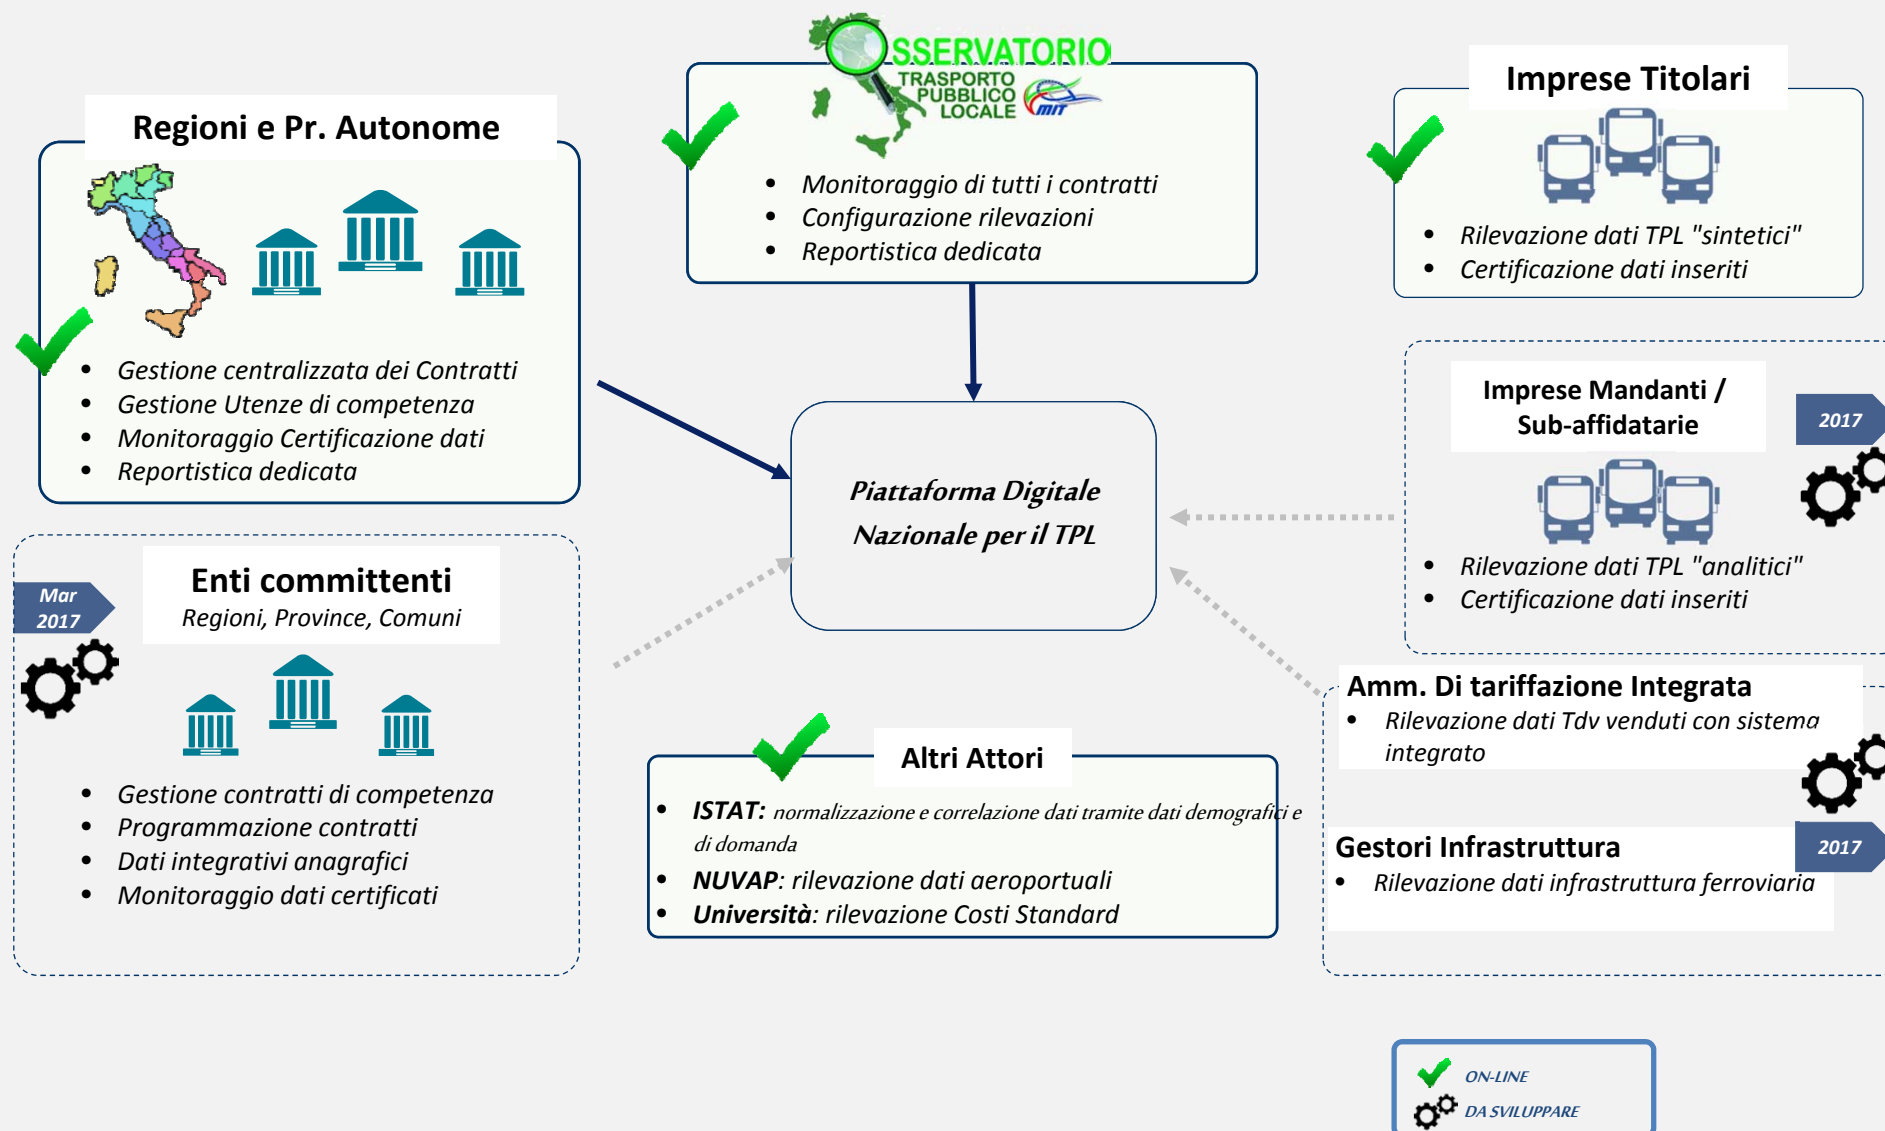 OSSERVATORIO
TRASPORTO
PUBBLICO
LOCALE
MIT
• Monitoraggio di tutti i contratti
• Configurazione rilevazioni
• Reportistica dedicata
Regioni e Pr. Autonome
• Gestione centralizzata dei Contratti
• Gestione Utenze di competenza
• Monitoraggio Certificazione dati
• Reportistica dedicata
Imprese Titolari
• Rilevazione dati TPL "sintetici"
• Certificazione dati inseriti
Imprese Mandanti /
Sub-affidatarie
2017
• Rilevazione dati TPL "analitici"
• Certificazione dati inseriti
Piattaforma Digitale
Nazionale per il TPL
Mar
2017
Enti committenti
Regioni, Province, Comuni
• Gestione contratti di competenza
• Programmazione contratti
• Dati integrativi anagrafici
• Monitoraggio dati certificati
Altri Attori
• ISTAT: normalizzazione e correlazione dati tramite dati demografici e
di domanda
• NUVAP: rilevazione dati aeroportuali
• Università: rilevazione Costi Standard
Amm. Di tariffazione Integrata
• Rilevazione dati Tdv venduti con sistema
integrato
Gestori Infrastruttura
2017
• Rilevazione dati infrastruttura ferroviaria
ON-LINE
DA SVILUPPARE